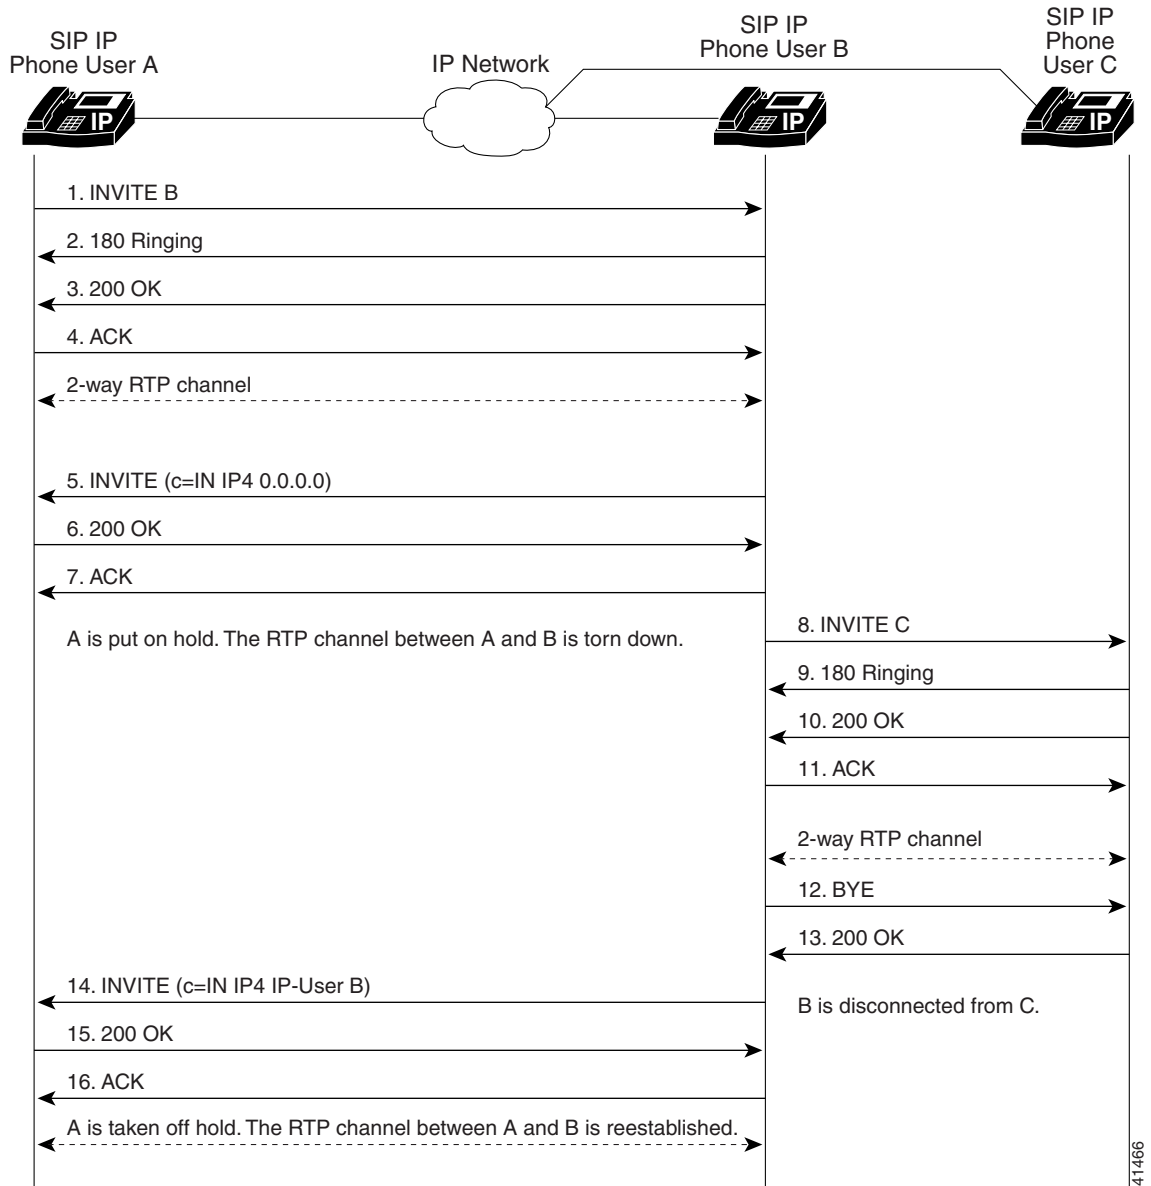 SIP IP
Phone User A
IP Network
SIP IP
Phone User B
SIP IP
Phone
User C
IP
IP
IP
1. INVITE B
2. 180 Ringing
3. 200 OK
4. ACK
2-way RTP channel
5. INVITE (c=IN IP4 0.0.0.0)
6. 200 OK
7. ACK
A is put on hold. The RTP channel between A and B is torn down.
8. INVITE C
9. 180 Ringing
10. 200 OK
11. ACK
2-way RTP channel
12. BYE
13. 200 OK
14. INVITE (c=IN IP4 IP-User B)
B is disconnected from C.
15. 200 OK
16. ACK
A is taken off hold. The RTP channel between A and B is reestablished.
41466